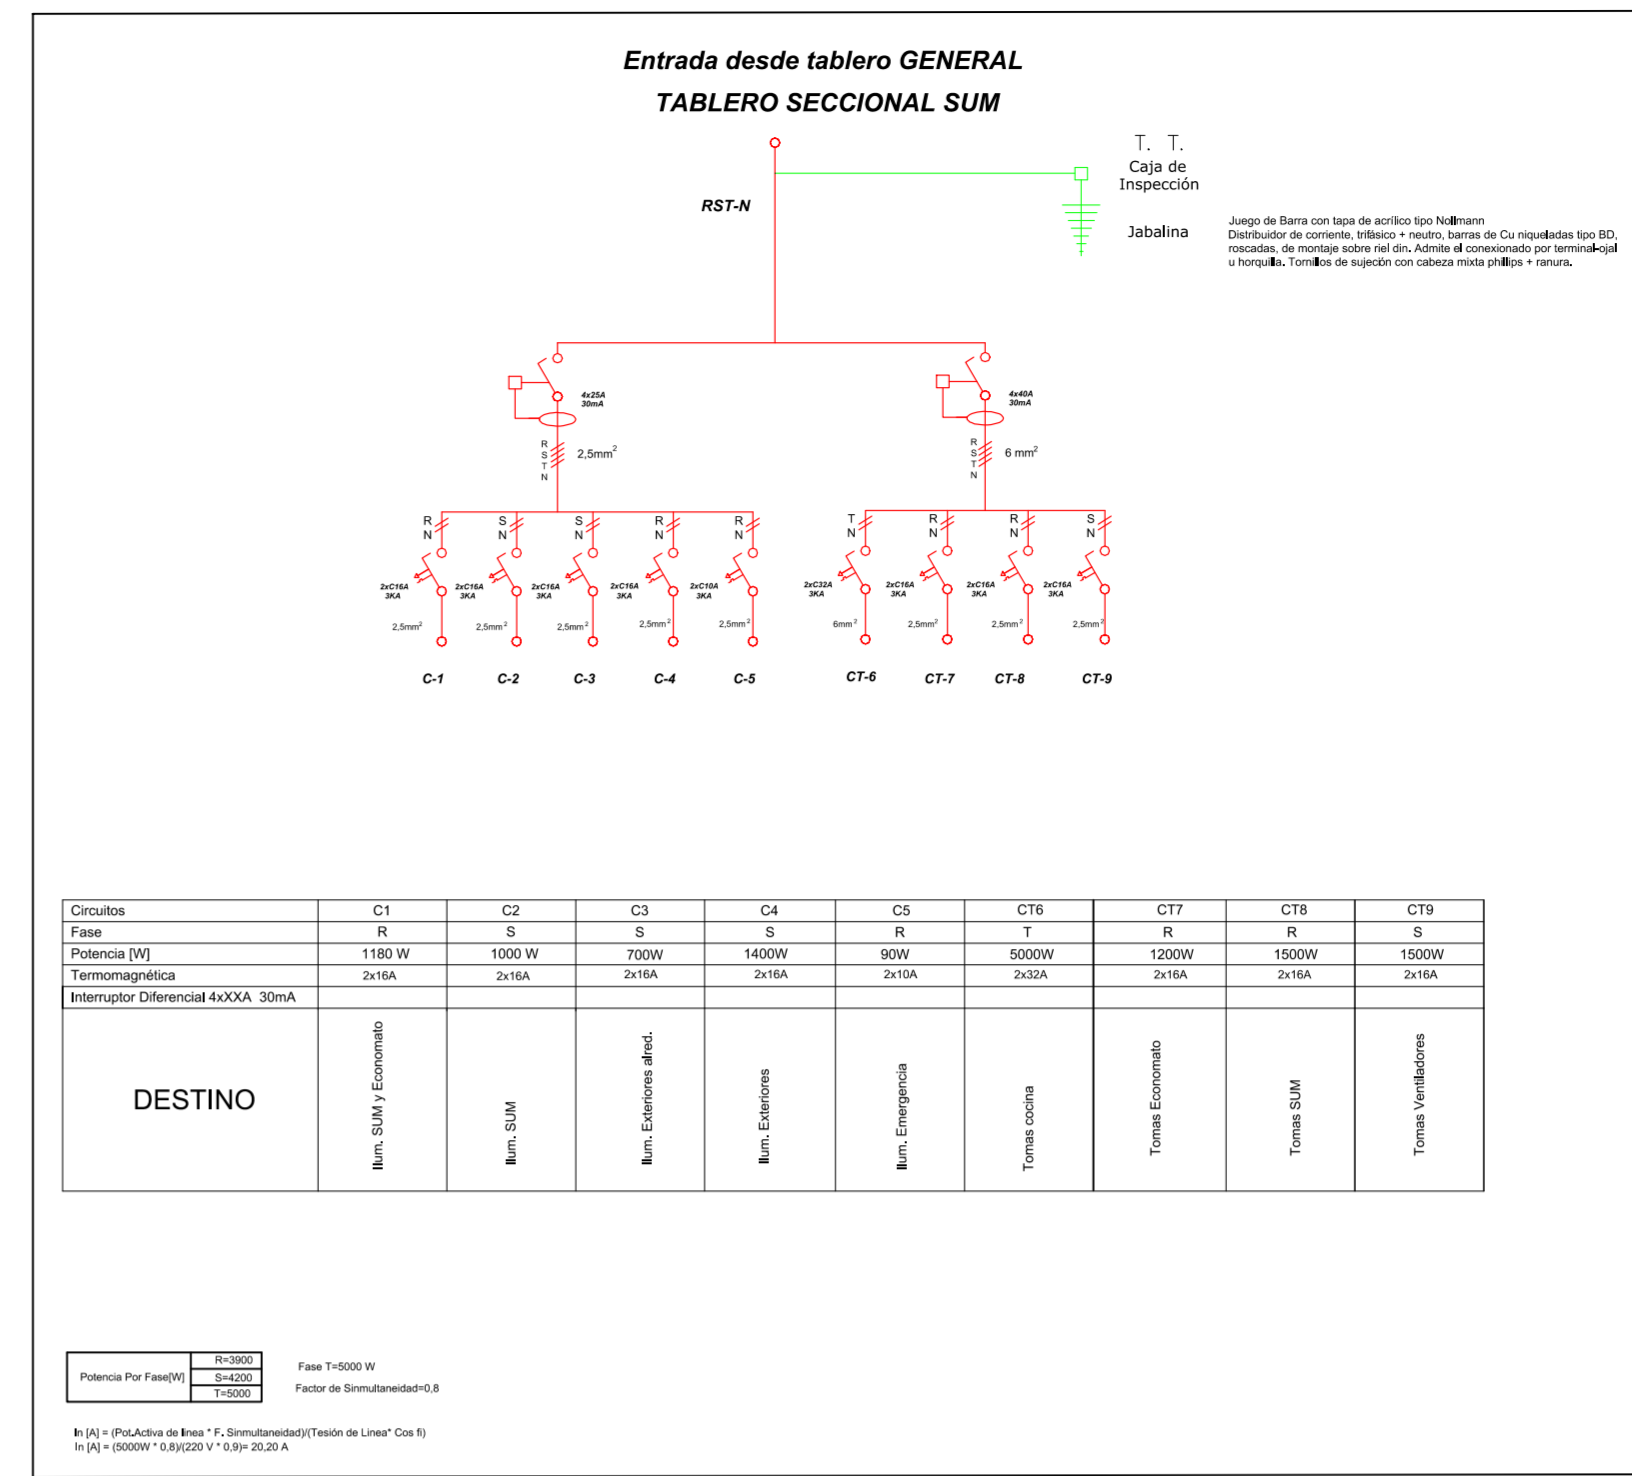 Entrada desde tablero GENERAL
TABLERO SECCIONAL SUM
T. T.
Caja de
Inspección
RST-N
Jabalina
Juego de Barra con tapa de acrílico tipo Nollmann
Distribuidor de corriente, trifásico + neutro, barras de Cu niqueladas tipo BD,
roscadas, de montaje sobre riel din. Admite el conexionado por terminal-ojal
u horquilla. Tornillos de sujeción con cabeza mixta phillips + ranura.
4x25A
30mA
4x40A
30mA
R
S
T
N
2,5mm²
R
S
T
N
6 mm²
R S S R R T R R S
N N N N N N N N N
2xC16A 2xC16A 2xC16A 2xC16A 2xC10A 2xC32A 2xC16A 2xC16A 2xC16A
3KA 3KA 3KA 3KA 3KA 3KA 3KA 3KA 3KA
2,5mm² 2,5mm² 2,5mm² 2,5mm² 2,5mm² 6mm² 2,5mm² 2,5mm² 2,5mm²
C-1 C-2 C-3 C-4 C-5 CT-6 CT-7 CT-8 CT-9
Circuitos C1 C2 C3 C4 C5 CT6 CT7 CT8 CT9
Fase R S S S R T R R S
Potencia [W] 1180 W 1000 W 700W 1400W 90W 5000W 1200W 1500W 1500W
Termomagnética 2x16A 2x16A 2x16A 2x16A 2x10A 2x32A 2x16A 2x16A 2x16A
Interruptor Diferencial 4xXXA 30mA
DESTINO
Ilum. SUM y Economato
Ilum. SUM
Ilum. Exteriores alred.
Ilum. Exteriores
Ilum. Emergencia
Tomas cocina
Tomas Economato
Tomas SUM
Tomas Ventiladores
Potencia Por Fase[W]
R=3900
S=4200
T=5000
Fase T=5000 W
Factor de Sinmultaneidad=0,8
In [A] = (Pot.Activa de linea * F. Sinmultaneidad)/(Tesión de Linea* Cos fi)
In [A] = (5000W * 0,8)/(220 V * 0,9)= 20,20 A